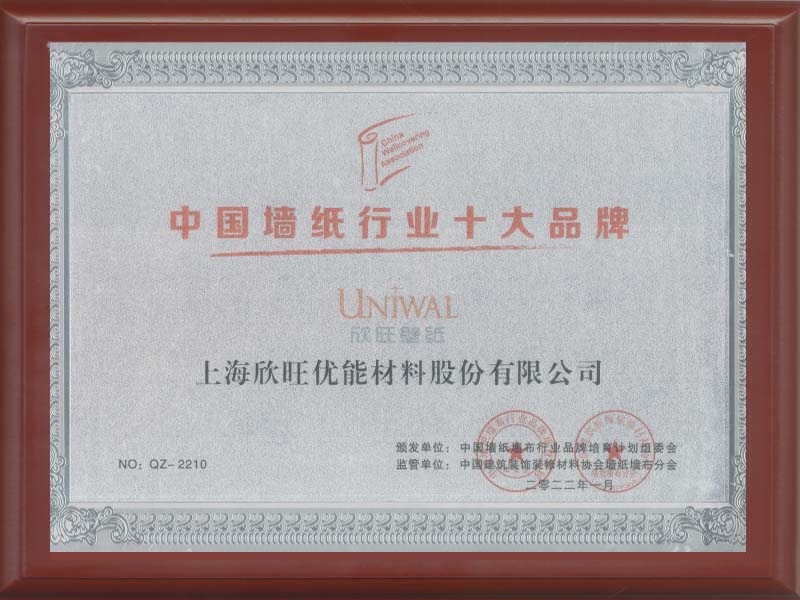 China
Wallcovering
Association
中国墙纸行业十大品牌
UNIWAL
欣旺壁纸
上海欣旺优能材料股份有限公司
颁发单位：中国墙纸墙布行业品牌培育计划组委会
NO：QZ-2210
监管单位：中国建筑装饰装修材料协会墙纸墙布分会
二〇二二年一月